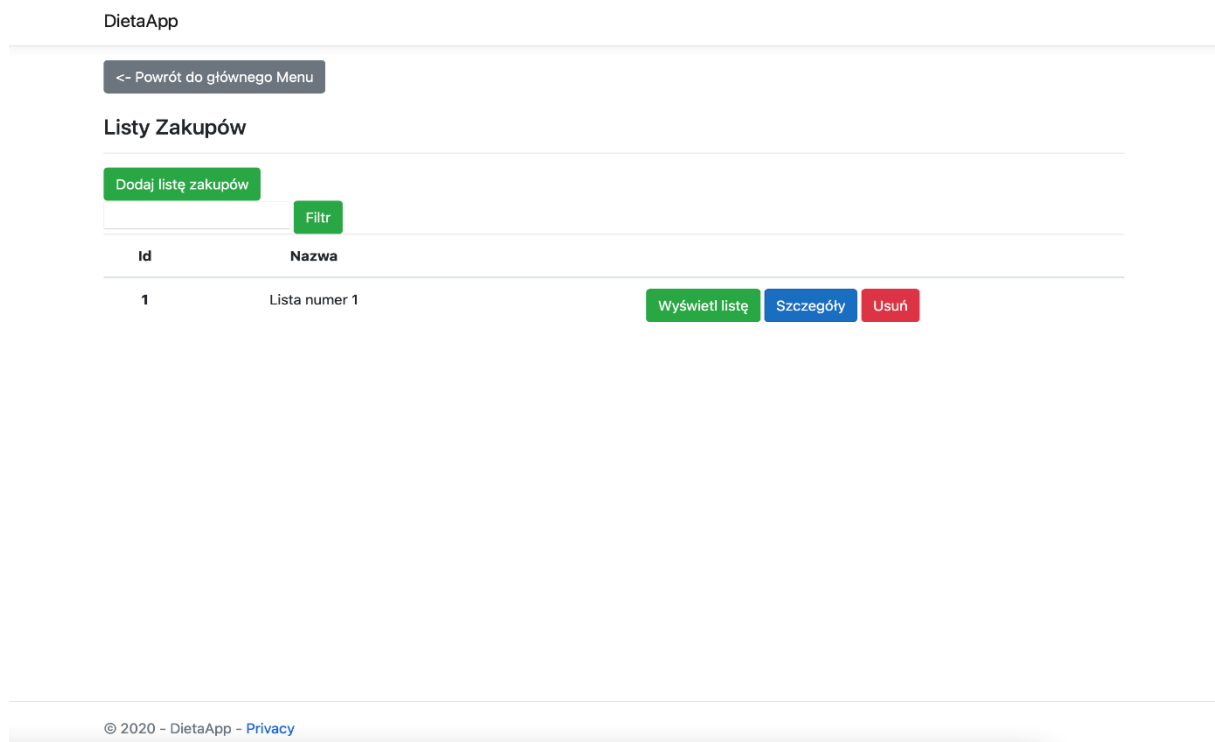 DietaApp
<- Powrót do głównego Menu
Listy Zakupów
Dodaj listę zakupów
Filtr
Id Nazwa
1 Lista numer 1 Wyświetl listę Szczegóły Usuń
© 2020 - DietaApp - Privacy